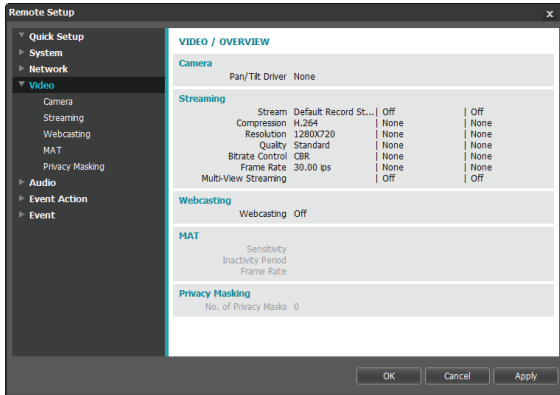 Remote Setup x
Quick Setup
System
Network
Video
Camera
Streaming
Webcasting
MAT
Privacy Masking
Audio
Event Action
Event
VIDEO / OVERVIEW
Camera
Pan/Tilt Driver None
Streaming
Stream Default Record St...| Off | Off
Compression H.264 | None | None
Resolution 1280X720 | None | None
Quality Standard | None | None
Bitrate Control CBR | None | None
Frame Rate 30.00 ips | None | None
Multi-View Streaming | Off | Off
Webcasting
Webcasting Off
MAT
Sensitivity
Inactivity Period
Frame Rate
Privacy Masking
No. of Privacy Masks 0
OK Cancel Apply